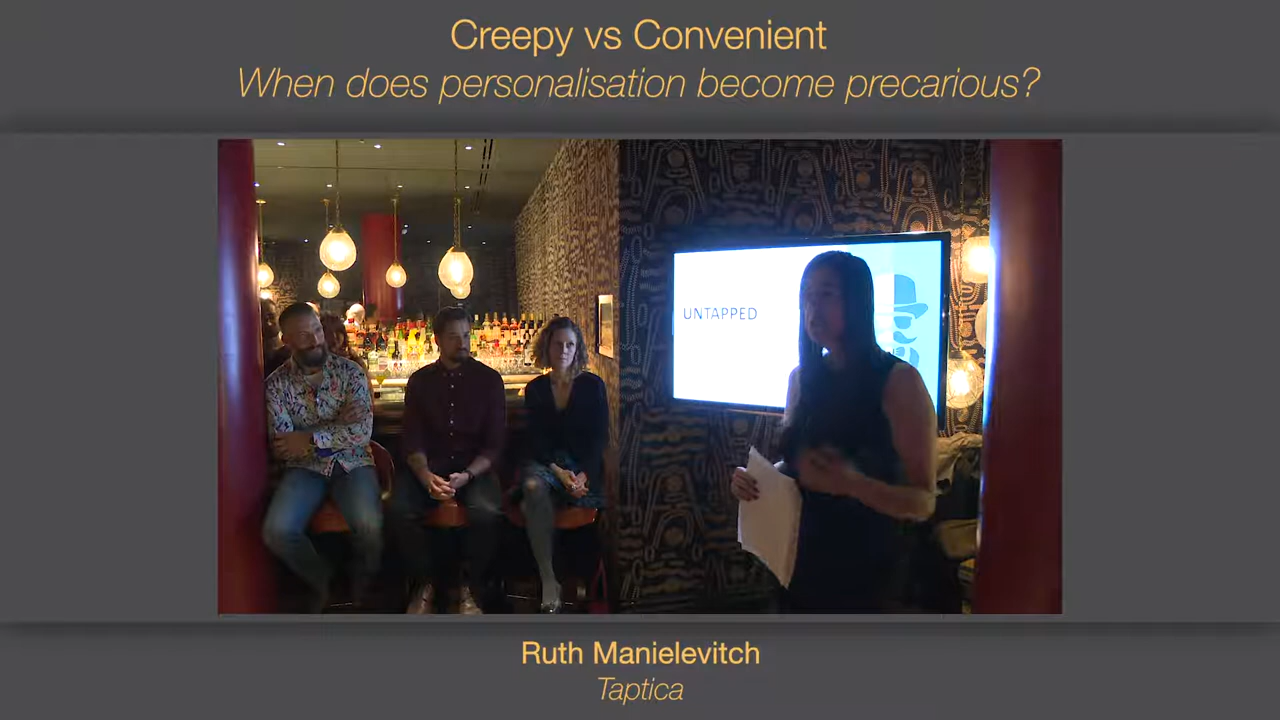 Creepy vs Convenient
When does personalisation become precarious?
UNTAPPED
Ruth Manielevitch
Taptica